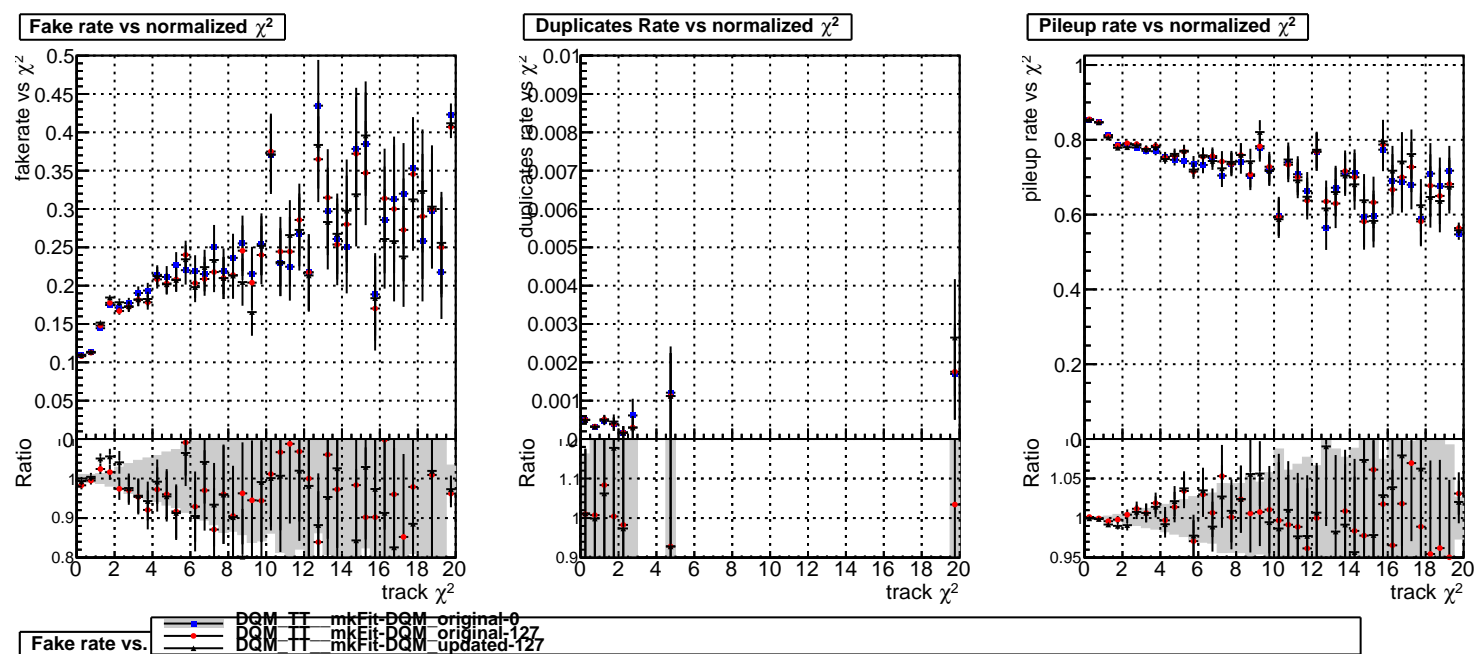 Fake rate vs normalized χ²
Duplicates Rate vs normalized χ²
Pileup rate vs normalized χ²
fakerate vs χ²
0.5
0.45
0.4
0.35
0.3
0.25
0.2
0.15
0.1
0.05
duplicates rate vs χ²
0.01
0.009
0.008
0.007
0.006
0.005
0.004
0.003
0.002
0.001
pileup rate vs χ²
1
0.8
0.6
0.4
0.2
Ratio
1
0.9
0.8
0 2 4 6 8 10 12 14 16 18 20
track χ²
Ratio
1.1
1
0.9
0 2 4 6 8 10 12 14 16 18 20
track χ²
Ratio
1.05
1
0.95
0 2 4 6 8 10 12 14 16 18 20
track χ²
DQM_TT__mkFit-DQM_original-0
DQM_TT__mkFit-DQM_original-127
DQM_TT__mkFit-DQM_updated-127
Fake rate vs.